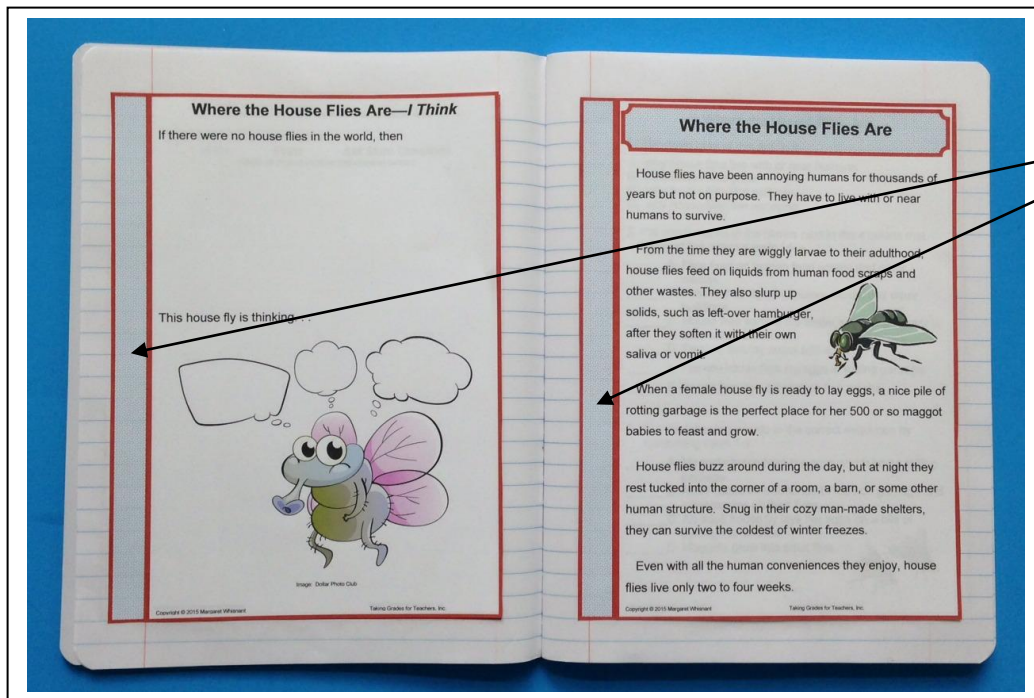 Where the House Flies Are—I Think
If there were no house flies in the world, then
This house fly is thinking . . .
Image: Dollar Photo Club
Copyright © 2015 Margaret Whisnant
Taking Grades for Teachers, Inc.
Where the House Flies Are
House flies have been annoying humans for thousands of
years but not on purpose. They have to live with or near
humans to survive.
From the time they are wiggly larvae to their adulthood,
house flies feed on liquids from human food scraps and
other wastes. They also slurp up
solids, such as left-over hamburger,
after they soften it with their own
saliva or vomit.
When a female house fly is ready to lay eggs, a nice pile of
rotting garbage is the perfect place for her 500 or so maggot
babies to feast and grow.
House flies buzz around during the day, but at night they
rest tucked into the corner of a room, a barn, or some other
human structure. Snug in their cozy man-made shelters,
they can survive the coldest of winter freezes.
Even with all the human conveniences they enjoy, house
flies live only two to four weeks.
Copyright © 2015 Margaret Whisnant
Taking Grades for Teachers, Inc.